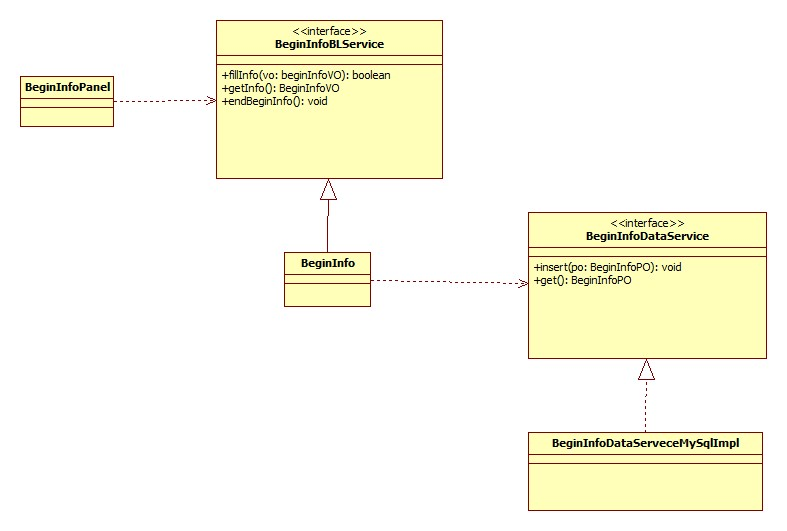 <<interface>>
BeginInfoBLService
+fillInfo(vo: beginInfoVO): boolean
+getInfo(): BeginInfoVO
+endBeginInfo(): void
BeginInfoPanel
BeginInfo
<<interface>>
BeginInfoDataService
+insert(po: BeginInfoPO): void
+get(): BeginInfoPO
BeginInfoDataServeceMySqlImpl